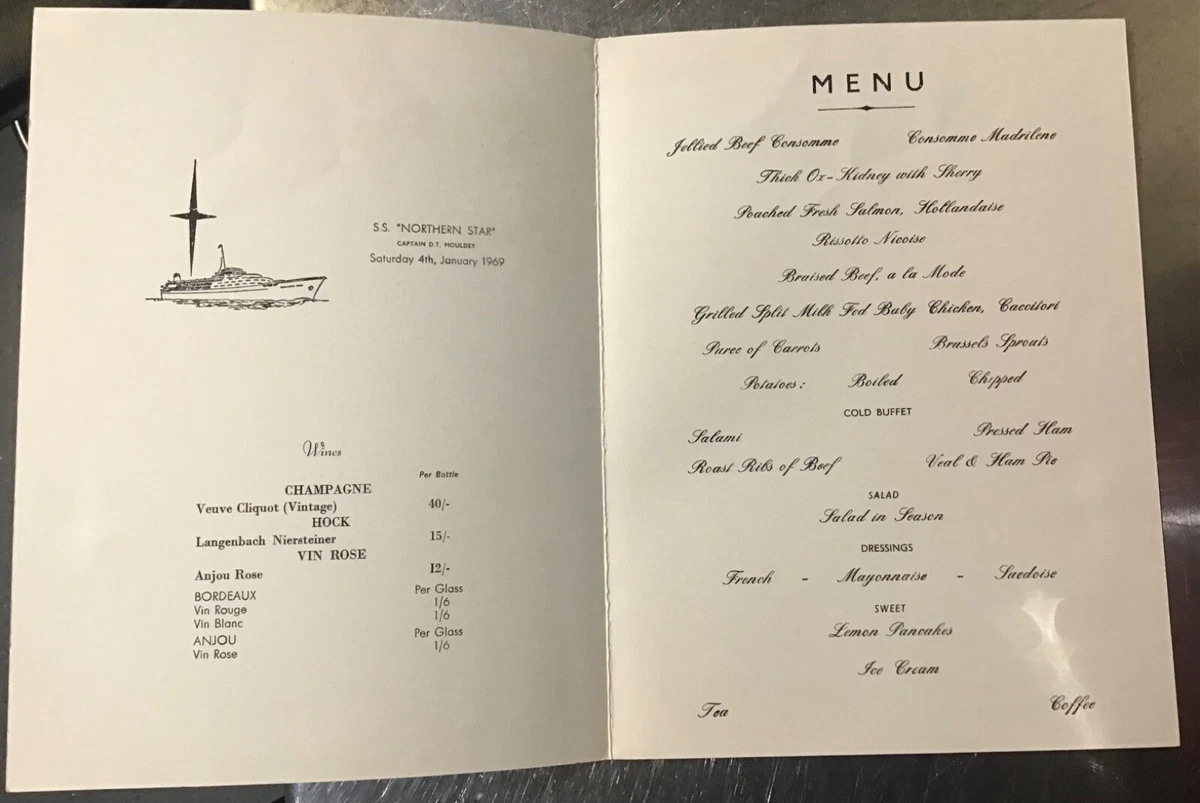 S.S. "NORTHERN STAR"
CAPTAIN D.T. MOULDEY
Saturday 4th, January 1969
Wines
Per Bottle
CHAMPAGNE
Veuve Cliquot (Vintage) 40/-
HOCK
Langenbach Niersteiner 15/-
VIN ROSE
Anjou Rose 12/-
BORDEAUX Per Glass
Vin Rouge 1/6
Vin Blanc 1/6
ANJOU Per Glass
Vin Rose 1/6
MENU
Jellied Beef Consomme Consomme Madrilene
Thick Ox-Kidney with Sherry
Poached Fresh Salmon, Hollandaise
Rissotto Nicoise
Braised Beef, a la Mode
Grilled Split Milk Fed Baby Chicken, Caccitori
Puree of Carrots Brussels Sprouts
Potatoes: Boiled Chipped
COLD BUFFET
Salami Pressed Ham
Roast Ribs of Beef Veal & Ham Pie
SALAD
Salad in Season
DRESSINGS
French - Mayonnaise - Suedoise
SWEET
Lemon Pancakes
Ice Cream
Tea Coffee